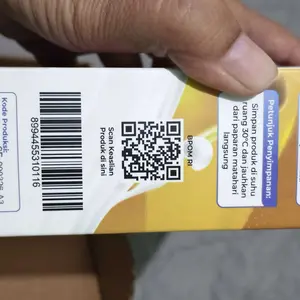 Petunjuk Penyimpanan:
Simpan produk di suhu
ruang 30°C dan jauhkan
dari paparan matahari
langsung
BPOM RI
Scan Keaslian
Produk di sini
8994455310116
Kode Produksi: